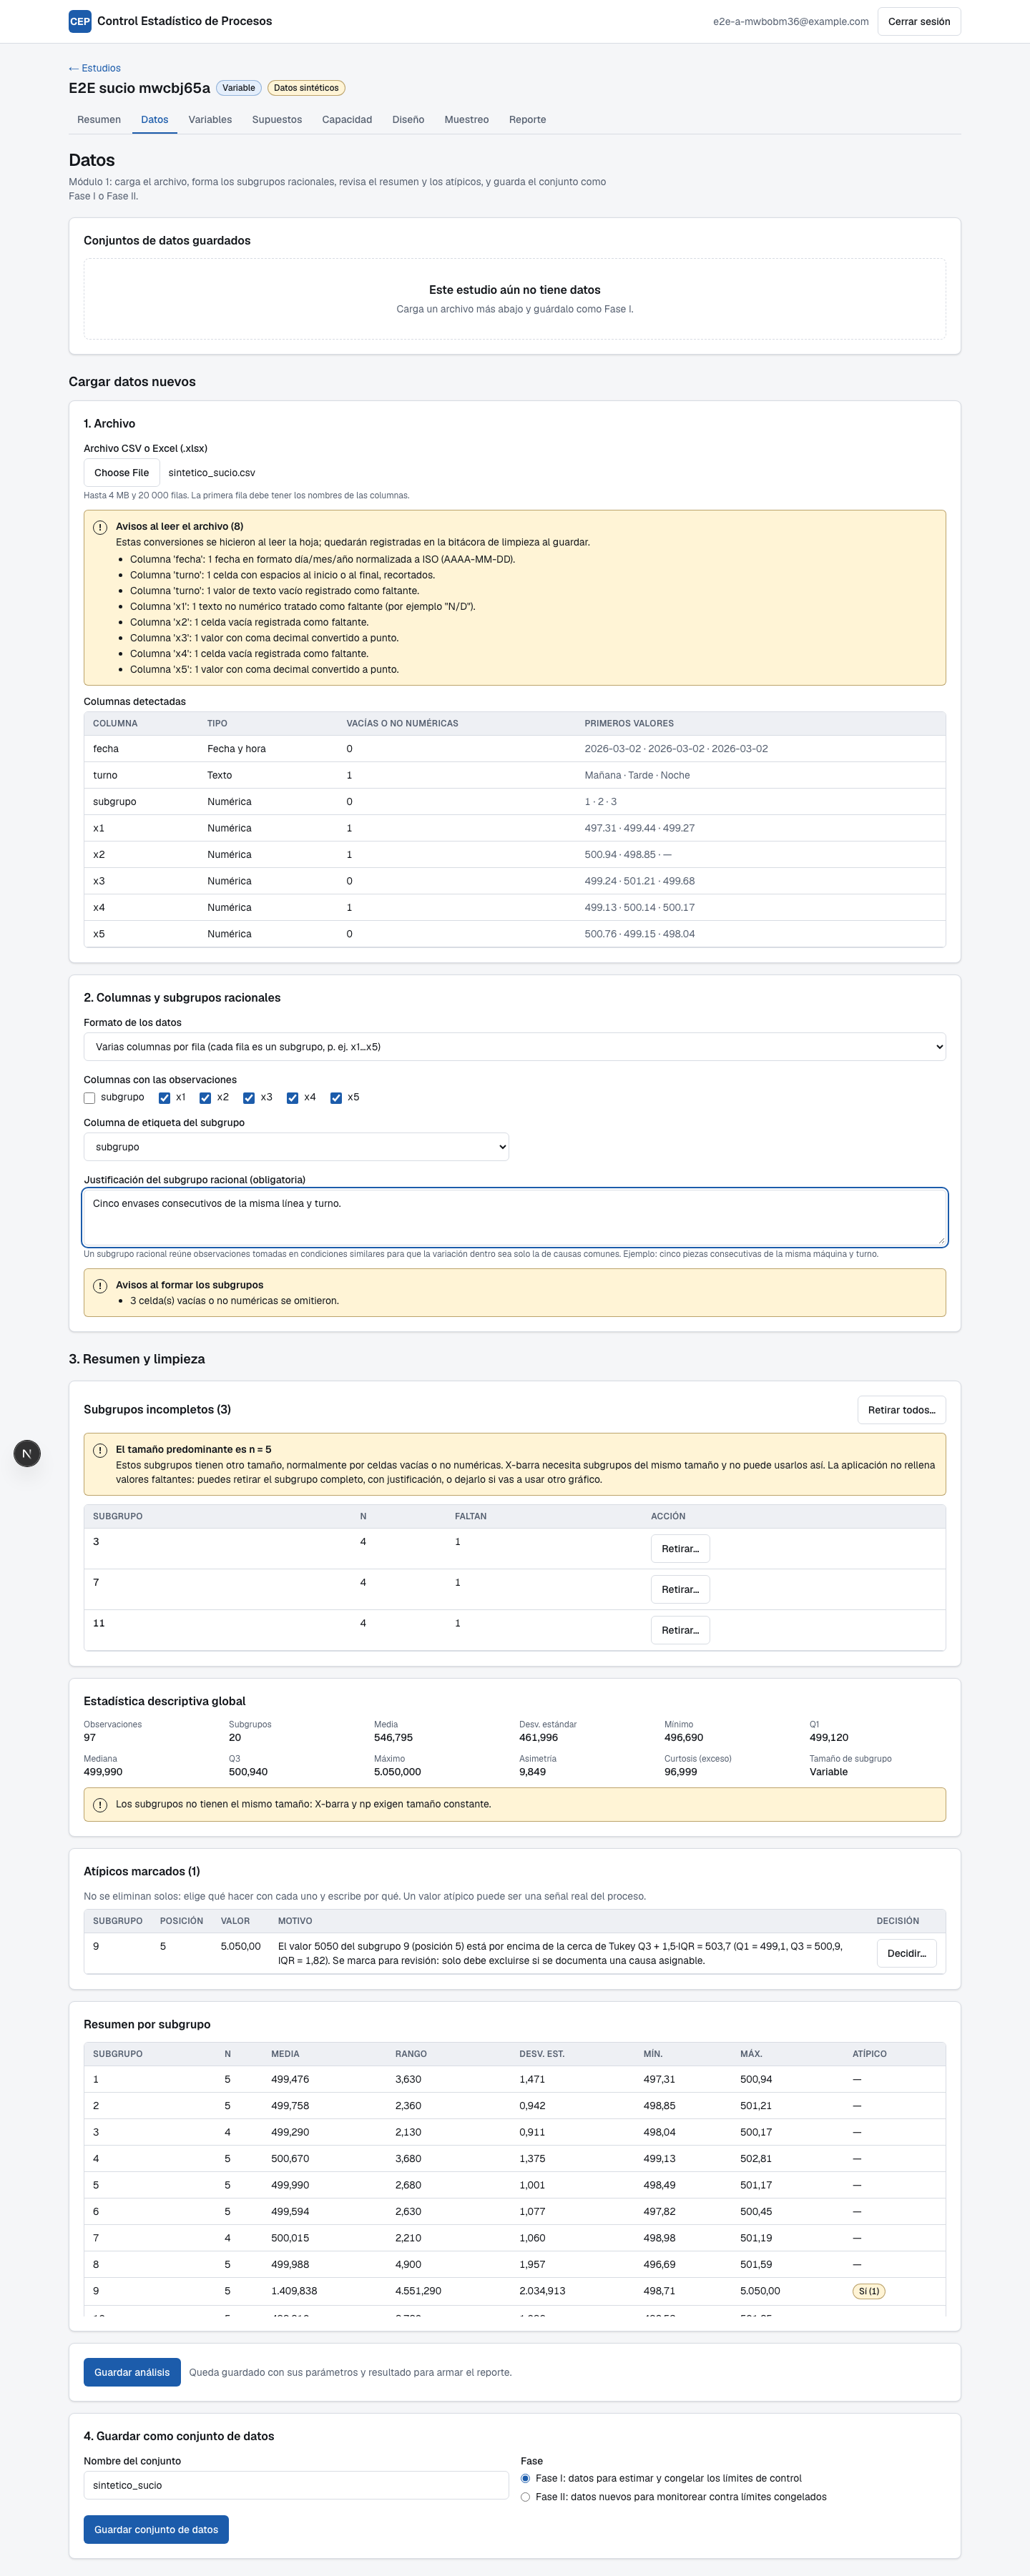 CEP Control Estadístico de Procesos
e2e-a-mwbobm36@example.com Cerrar sesión
← Estudios
E2E sucio mwcbj65a Variable Datos sintéticos
Resumen Datos Variables Supuestos Capacidad Diseño Muestreo Reporte
Datos
Módulo 1: carga el archivo, forma los subgrupos racionales, revisa el resumen y los atípicos, y guarda el conjunto como
Fase I o Fase II.
Conjuntos de datos guardados
Este estudio aún no tiene datos
Carga un archivo más abajo y guárdalo como Fase I.
Cargar datos nuevos
1. Archivo
Archivo CSV o Excel (.xlsx)
Choose File sintetico_sucio.csv
Hasta 4 MB y 20 000 filas. La primera fila debe tener los nombres de las columnas.
! Avisos al leer el archivo (8)
Estas conversiones se hicieron al leer la hoja; quedarán registradas en la bitácora de limpieza al guardar.
• Columna 'fecha': 1 fecha en formato día/mes/año normalizada a ISO (AAAA-MM-DD).
• Columna 'turno': 1 celda con espacios al inicio o al final, recortados.
• Columna 'turno': 1 valor de texto vacío registrado como faltante.
• Columna 'x1': 1 texto no numérico tratado como faltante (por ejemplo "N/D").
• Columna 'x2': 1 celda vacía registrada como faltante.
• Columna 'x3': 1 valor con coma decimal convertido a punto.
• Columna 'x4': 1 celda vacía registrada como faltante.
• Columna 'x5': 1 valor con coma decimal convertido a punto.
Columnas detectadas
COLUMNA TIPO VACÍAS O NO NUMÉRICAS PRIMEROS VALORES
fecha Fecha y hora 0 2026-03-02 · 2026-03-02 · 2026-03-02
turno Texto 1 Mañana · Tarde · Noche
subgrupo Numérica 0 1 · 2 · 3
x1 Numérica 1 497.31 · 499.44 · 499.27
x2 Numérica 1 500.94 · 498.85 · —
x3 Numérica 0 499.24 · 501.21 · 499.68
x4 Numérica 1 499.13 · 500.14 · 500.17
x5 Numérica 0 500.76 · 499.15 · 498.04
2. Columnas y subgrupos racionales
Formato de los datos
Varias columnas por fila (cada fila es un subgrupo, p. ej. x1…x5)
Columnas con las observaciones
subgrupo x1 x2 x3 x4 x5
Columna de etiqueta del subgrupo
subgrupo
Justificación del subgrupo racional (obligatoria)
Cinco envases consecutivos de la misma línea y turno.
Un subgrupo racional reúne observaciones tomadas en condiciones similares para que la variación dentro sea solo la de causas comunes. Ejemplo: cinco piezas consecutivas de la misma máquina y turno.
! Avisos al formar los subgrupos
• 3 celda(s) vacías o no numéricas se omitieron.
3. Resumen y limpieza
Subgrupos incompletos (3) Retirar todos…
! El tamaño predominante es n = 5
Estos subgrupos tienen otro tamaño, normalmente por celdas vacías o no numéricas. X-barra necesita subgrupos del mismo tamaño y no puede usarlos así. La aplicación no rellena
valores faltantes: puedes retirar el subgrupo completo, con justificación, o dejarlo si vas a usar otro gráfico.
SUBGRUPO N FALTAN ACCIÓN
3 4 1 Retirar…
7 4 1 Retirar…
11 4 1 Retirar…
N
Estadística descriptiva global
Observaciones Subgrupos Media Desv. estándar Mínimo Q1
97 20 546,795 461,996 496,690 499,120
Mediana Q3 Máximo Asimetría Curtosis (exceso) Tamaño de subgrupo
499,990 500,940 5.050,000 9,849 96,999 Variable
! Los subgrupos no tienen el mismo tamaño: X-barra y np exigen tamaño constante.
Atípicos marcados (1)
No se eliminan solos: elige qué hacer con cada uno y escribe por qué. Un valor atípico puede ser una señal real del proceso.
SUBGRUPO POSICIÓN VALOR MOTIVO DECISIÓN
9 5 5.050,00 El valor 5050 del subgrupo 9 (posición 5) está por encima de la cerca de Tukey Q3 + 1,5·IQR = 503,7 (Q1 = 499,1, Q3 = 500,9, Decidir…
IQR = 1,82). Se marca para revisión: solo debe excluirse si se documenta una causa asignable.
Resumen por subgrupo
SUBGRUPO N MEDIA RANGO DESV. EST. MÍN. MÁX. ATÍPICO
1 5 499,476 3,630 1,471 497,31 500,94 —
2 5 499,758 2,360 0,942 498,85 501,21 —
3 4 499,290 2,130 0,911 498,04 500,17 —
4 5 500,670 3,680 1,375 499,13 502,81 —
5 5 499,990 2,680 1,001 498,49 501,17 —
6 5 499,594 2,630 1,077 497,82 500,45 —
7 4 500,015 2,210 1,060 498,98 501,19 —
8 5 499,988 4,900 1,957 496,69 501,59 —
9 5 1.409,838 4.551,290 2.034,913 498,71 5.050,00 Sí (1)
Guardar análisis Queda guardado con sus parámetros y resultado para armar el reporte.
4. Guardar como conjunto de datos
Nombre del conjunto Fase
sintetico_sucio Fase I: datos para estimar y congelar los límites de control
Fase II: datos nuevos para monitorear contra límites congelados
Guardar conjunto de datos